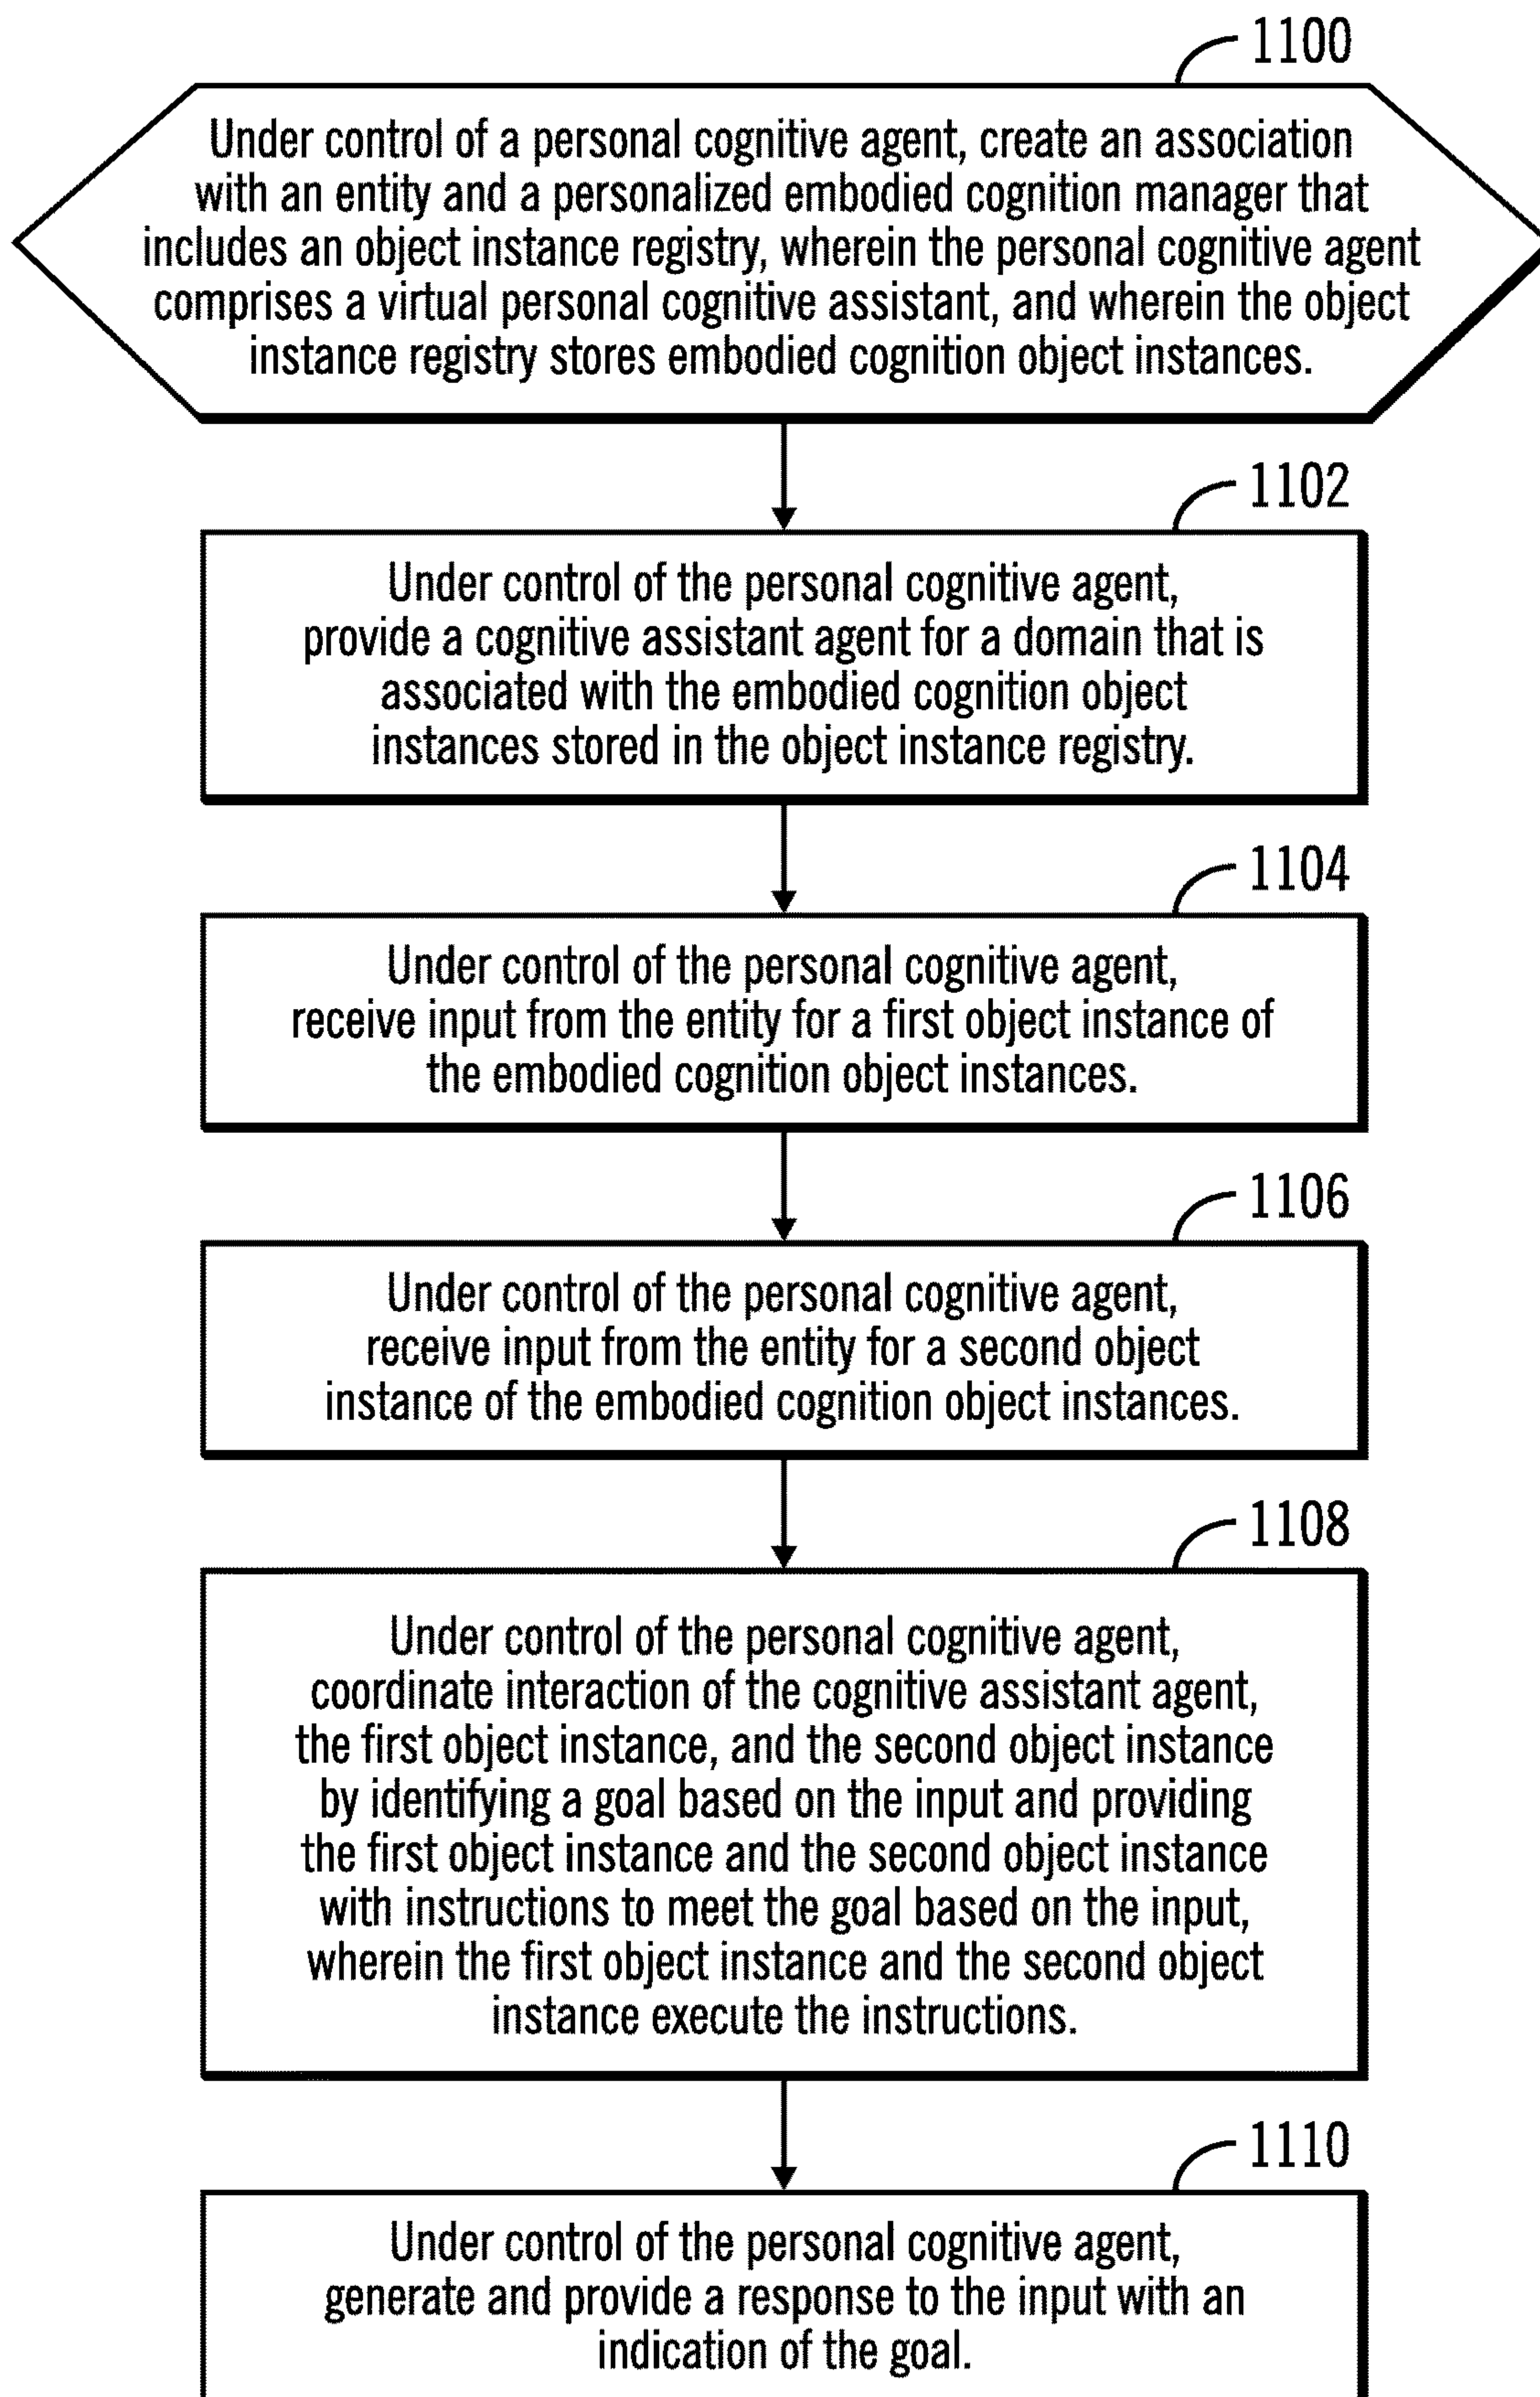 1100
Under control of a personal cognitive agent, create an association
with an entity and a personalized embodied cognition manager that
includes an object instance registry, wherein the personal cognitive agent
comprises a virtual personal cognitive assistant, and wherein the object
instance registry stores embodied cognition object instances.
1102
Under control of the personal cognitive agent,
provide a cognitive assistant agent for a domain that is
associated with the embodied cognition object
instances stored in the object instance registry.
1104
Under control of the personal cognitive agent,
receive input from the entity for a first object instance of
the embodied cognition object instances.
1106
Under control of the personal cognitive agent,
receive input from the entity for a second object
instance of the embodied cognition object instances.
1108
Under control of the personal cognitive agent,
coordinate interaction of the cognitive assistant agent,
the first object instance, and the second object instance
by identifying a goal based on the input and providing
the first object instance and the second object instance
with instructions to meet the goal based on the input,
wherein the first object instance and the second object
instance execute the instructions.
1110
Under control of the personal cognitive agent,
generate and provide a response to the input with an
indication of the goal.